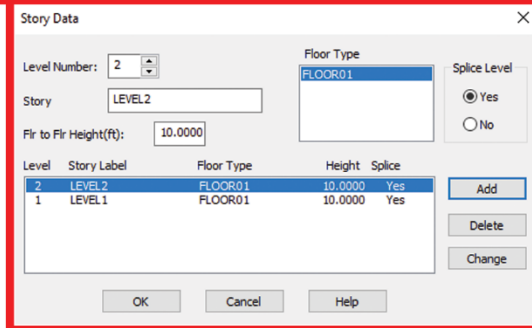 Story Data
Level Number: 2
Floor Type
FLOOR01
Splice Level
Yes
No
Story LEVEL2
Flr to Flr Height(ft): 10.0000
Level Story Label Floor Type Height Splice
2 LEVEL2 FLOOR01 10.0000 Yes
1 LEVEL1 FLOOR01 10.0000 Yes
Add
Delete
Change
OK Cancel Help